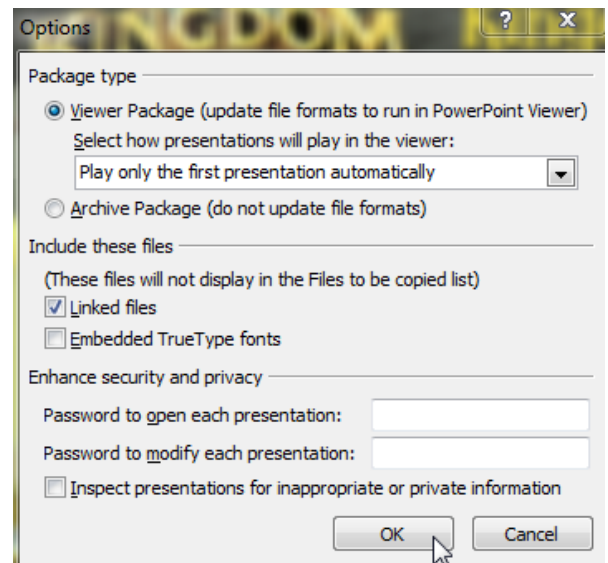 Options
KINGDOM
?
X
Package type
Viewer Package (update file formats to run in PowerPoint Viewer)
Select how presentations will play in the viewer:
Play only the first presentation automatically
Archive Package (do not update file formats)
Include these files
(These files will not display in the Files to be copied list)
Linked files
Embedded TrueType fonts
Enhance security and privacy
Password to open each presentation:
Password to modify each presentation:
Inspect presentations for inappropriate or private information
OK Cancel